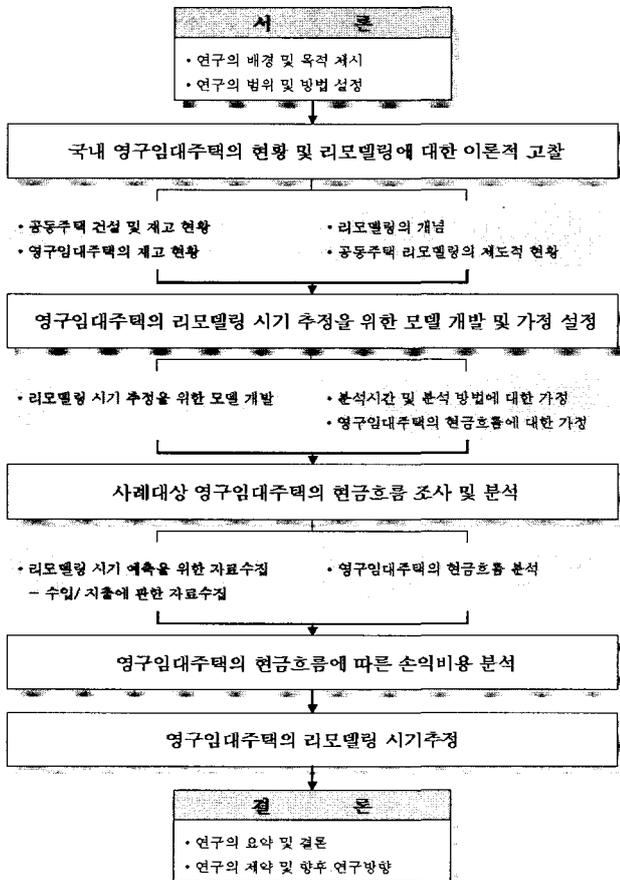 서 론
• 연구의 배경 및 목적 제시
• 연구의 범위 및 방법 설정
국내 영구임대주택의 현황 및 리모델링에 대한 이론적 고찰
• 공동주택 건설 및 재고 현황
• 영구임대주택의 재고 현황
• 리모델링의 개념
• 공동주택 리모델링의 제도적 현황
영구임대주택의 리모델링 시기 추정을 위한 모델 개발 및 가정 설정
• 리모델링 시기 추정을 위한 모델 개발
• 분석시간 및 분석 방법에 대한 가정
• 영구임대주택의 현금흐름에 대한 가정
사례대상 영구임대주택의 현금흐름 조사 및 분석
• 리모델링 시기 예측을 위한 자료수집
– 수입/ 지출에 관한 자료수집
• 영구임대주택의 현금흐름 분석
영구임대주택의 현금흐름에 따른 손익비용 분석
영구임대주택의 리모델링 시기추정
결 론
• 연구의 요약 및 결론
• 연구의 제약 및 향후 연구방향